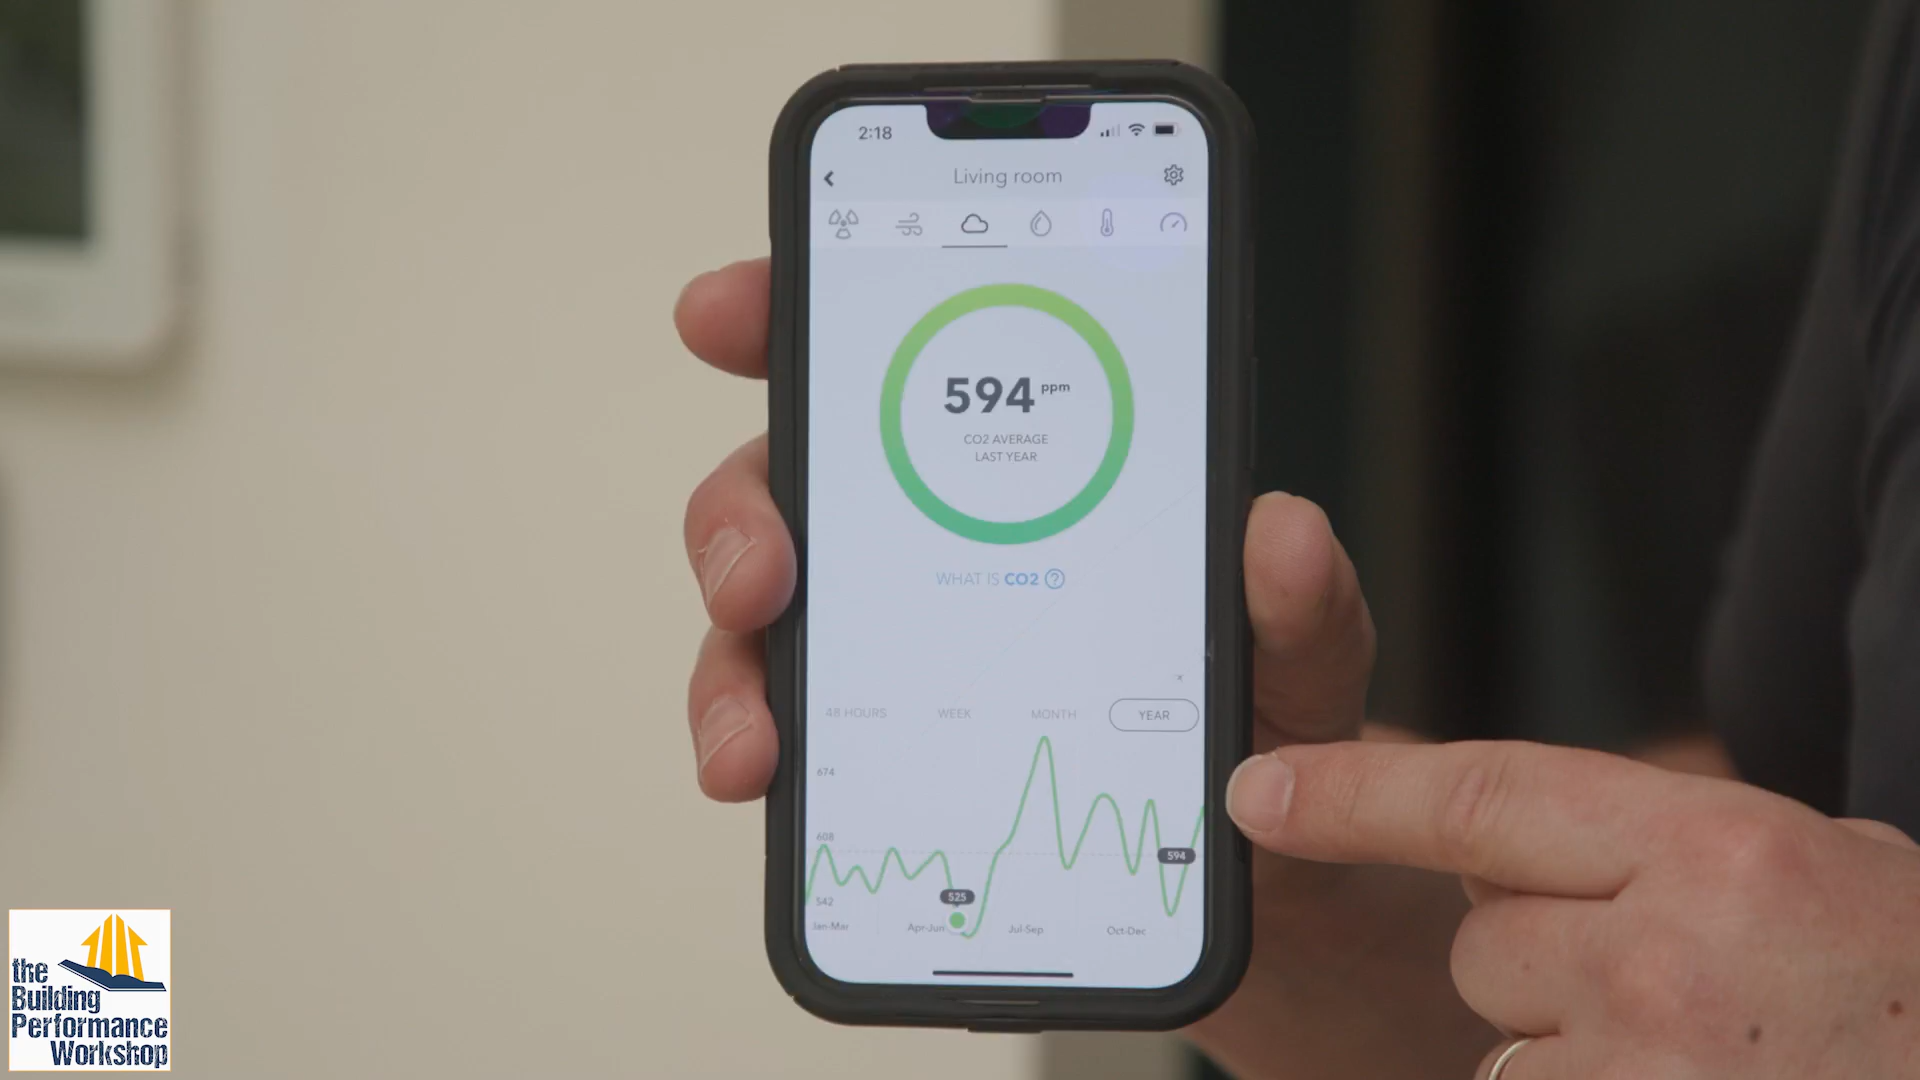 2:18
Living room
594 ppm
CO2 AVERAGE
LAST YEAR
WHAT IS CO2 ?
48 HOURS WEEK MONTH YEAR
674
608
594
525
542
Jan-Mar Apr-Jun Jul-Sep Oct-Dec
the
Building
Performance
Workshop